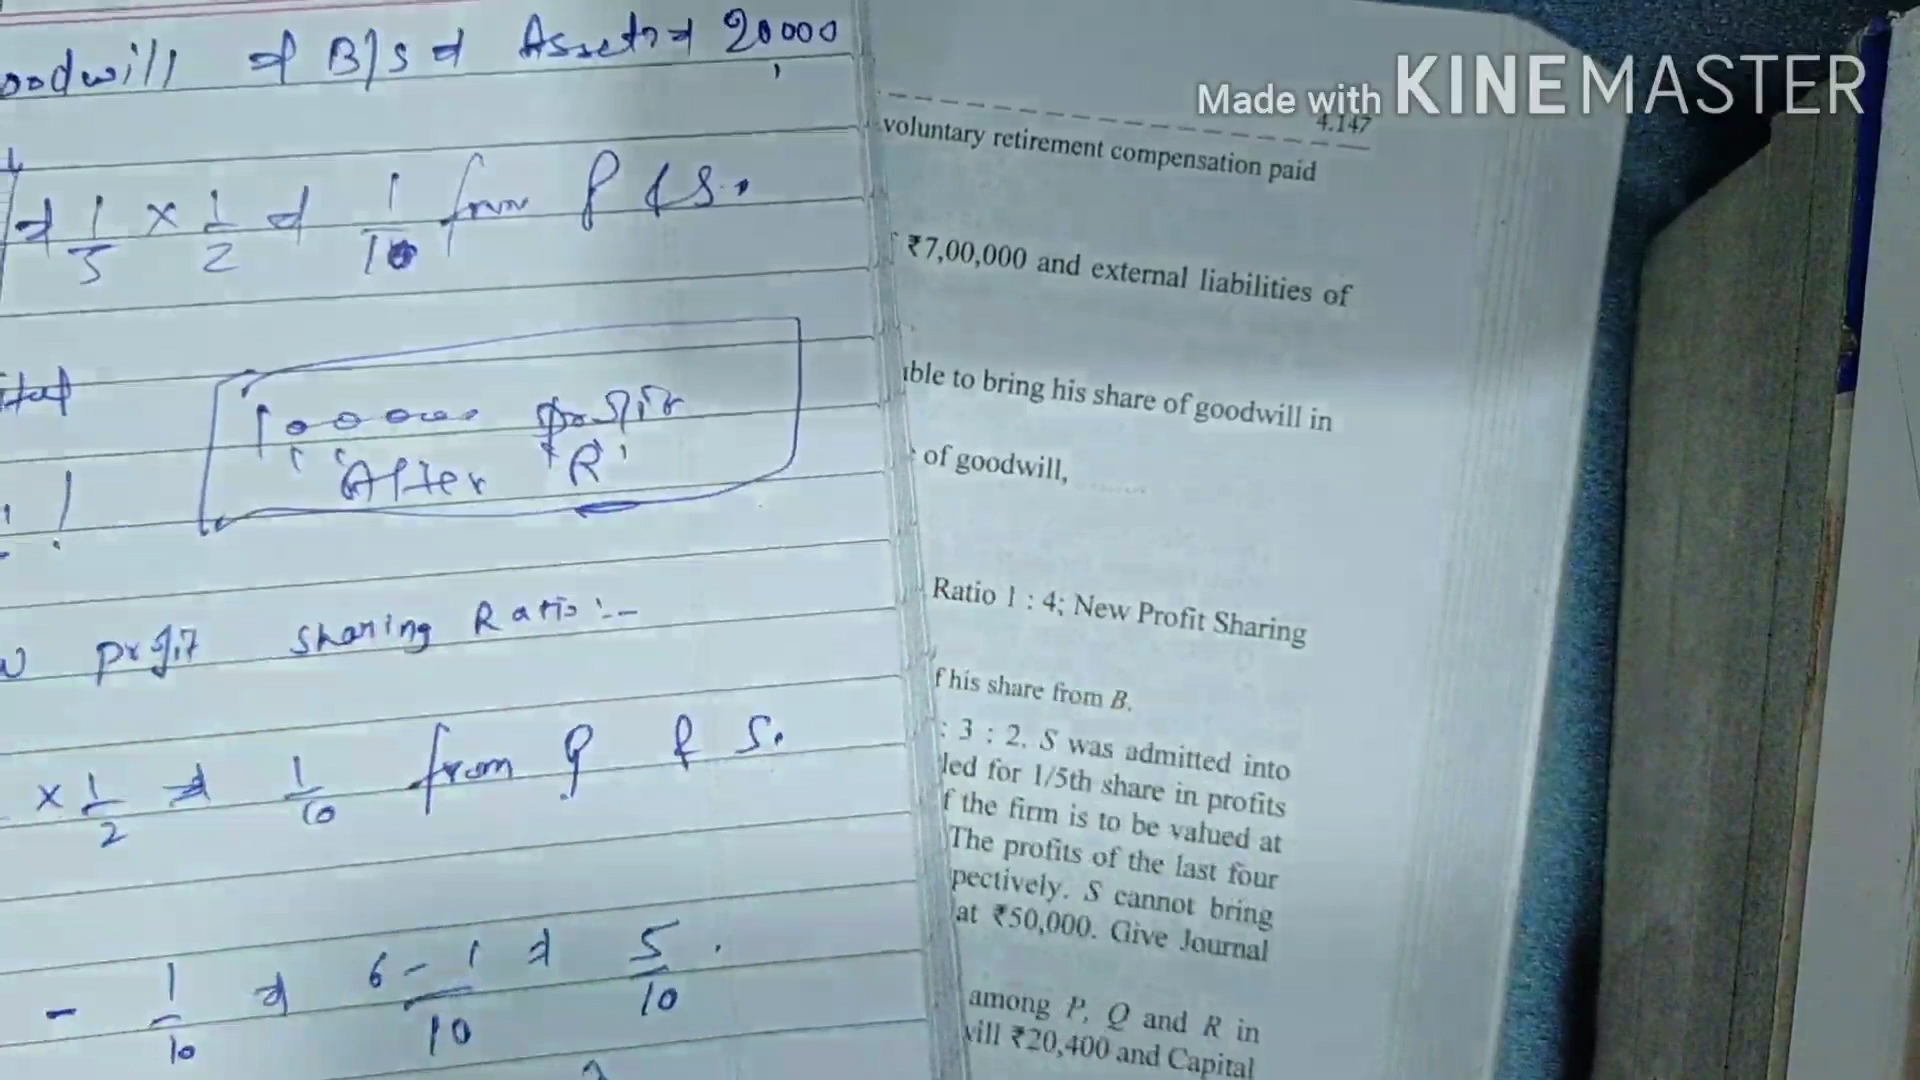 oodwill of B/S → Assets → 20000
→ 1/5 × 1/2 → 1/10 from P & S.
profit
After R
profit sharing Ratio :-
× 1/2 → 1/10 from Q & S.
- 1/10 → 6-1/10 → 5/10 .
Made with KINEMASTER
4.147
voluntary retirement compensation paid
₹7,00,000 and external liabilities of
ble to bring his share of goodwill in
of goodwill,
Ratio 1 : 4; New Profit Sharing
f his share from B.
: 3 : 2. S was admitted into
led for 1/5th share in profits
f the firm is to be valued at
The profits of the last four
pectively. S cannot bring
at ₹50,000. Give Journal
among P, Q and R in
vill ₹20,400 and Capital